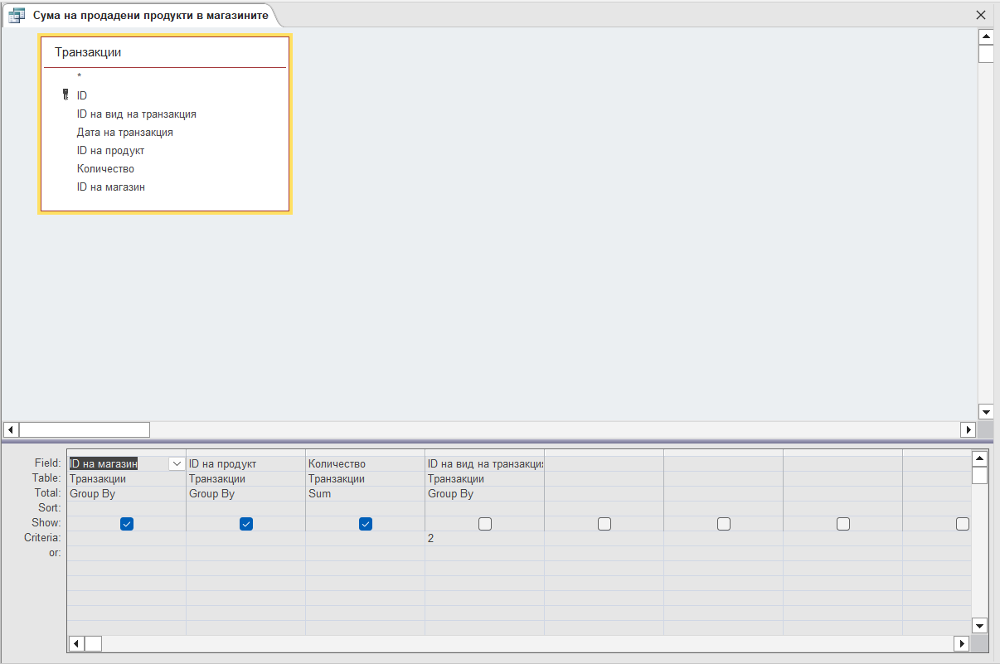 Сума на продадени продукти в магазините
Транзакции
*
ID
ID на вид на транзакция
Дата на транзакция
ID на продукт
Количество
ID на магазин
Field: ID на магазин ID на продукт Количество ID на вид на транзакци
Table: Транзакции Транзакции Транзакции Транзакции
Total: Group By Group By Sum Group By
Sort:
Show:
Criteria: 2
or: